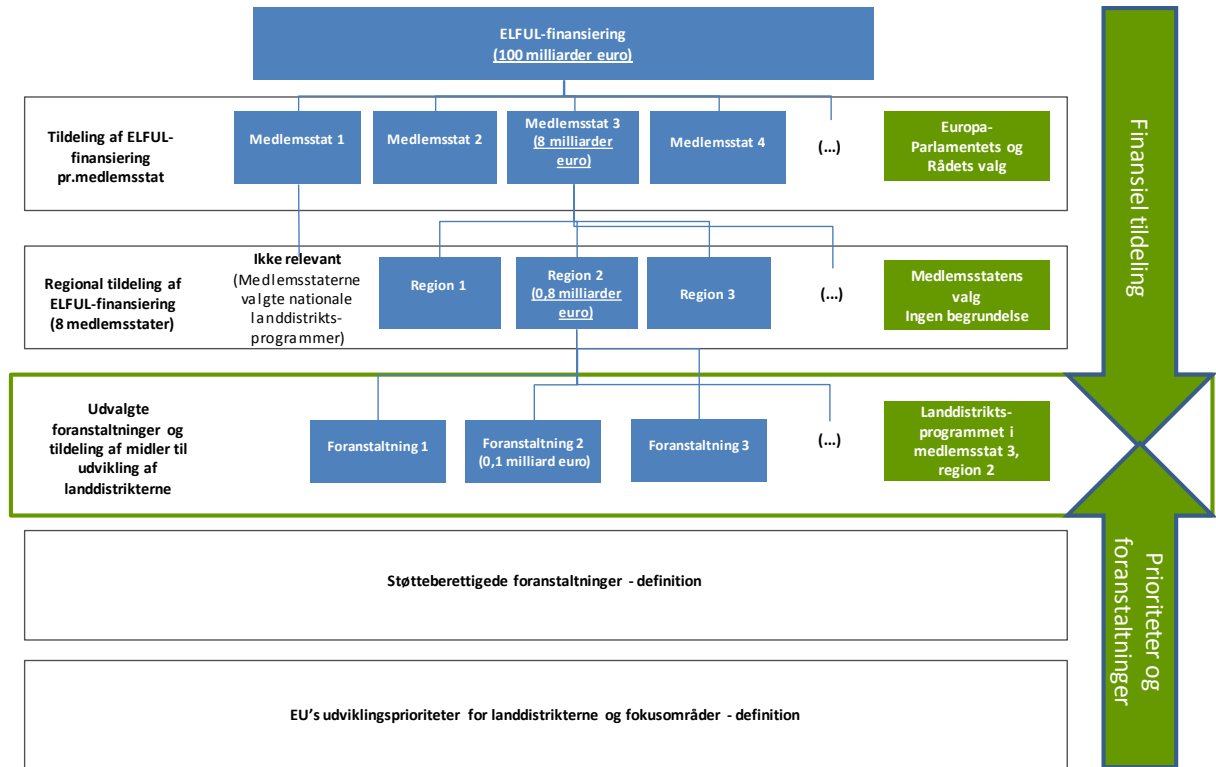 ELFUL-finansiering
(100 milliarder euro)
Tildeling af ELFUL-
finansiering
pr.medlemsstat
Medlemsstat 1
Medlemsstat 2
Medlemsstat 3
(8 milliarder
euro)
Medlemsstat 4
(...)
Europa-
Parlamentets og
Rådets valg
Regional tildeling af
ELFUL-finansiering
(8 medlemsstater)
Ikke relevant
(Medlemsstaterne
valgte nationale
landdistrikts-
programmer)
Region 1
Region 2
(0,8 milliarder
euro)
Region 3
(...)
Medlemsstatens
valg
Ingen begrundelse
Udvalgte
foranstaltninger og
tildeling af midler til
udvikling af
landdistrikterne
Foranstaltning 1
Foranstaltning 2
(0,1 milliard euro)
Foranstaltning 3
(...)
Landdistrikts-
programmet i
medlemsstat 3,
region 2
Støtteberettigede foranstaltninger - definition
EU's udviklingsprioriteter for landdistrikterne og fokusområder - definition
Finansiel tildeling
Prioriteter og
foranstaltninger